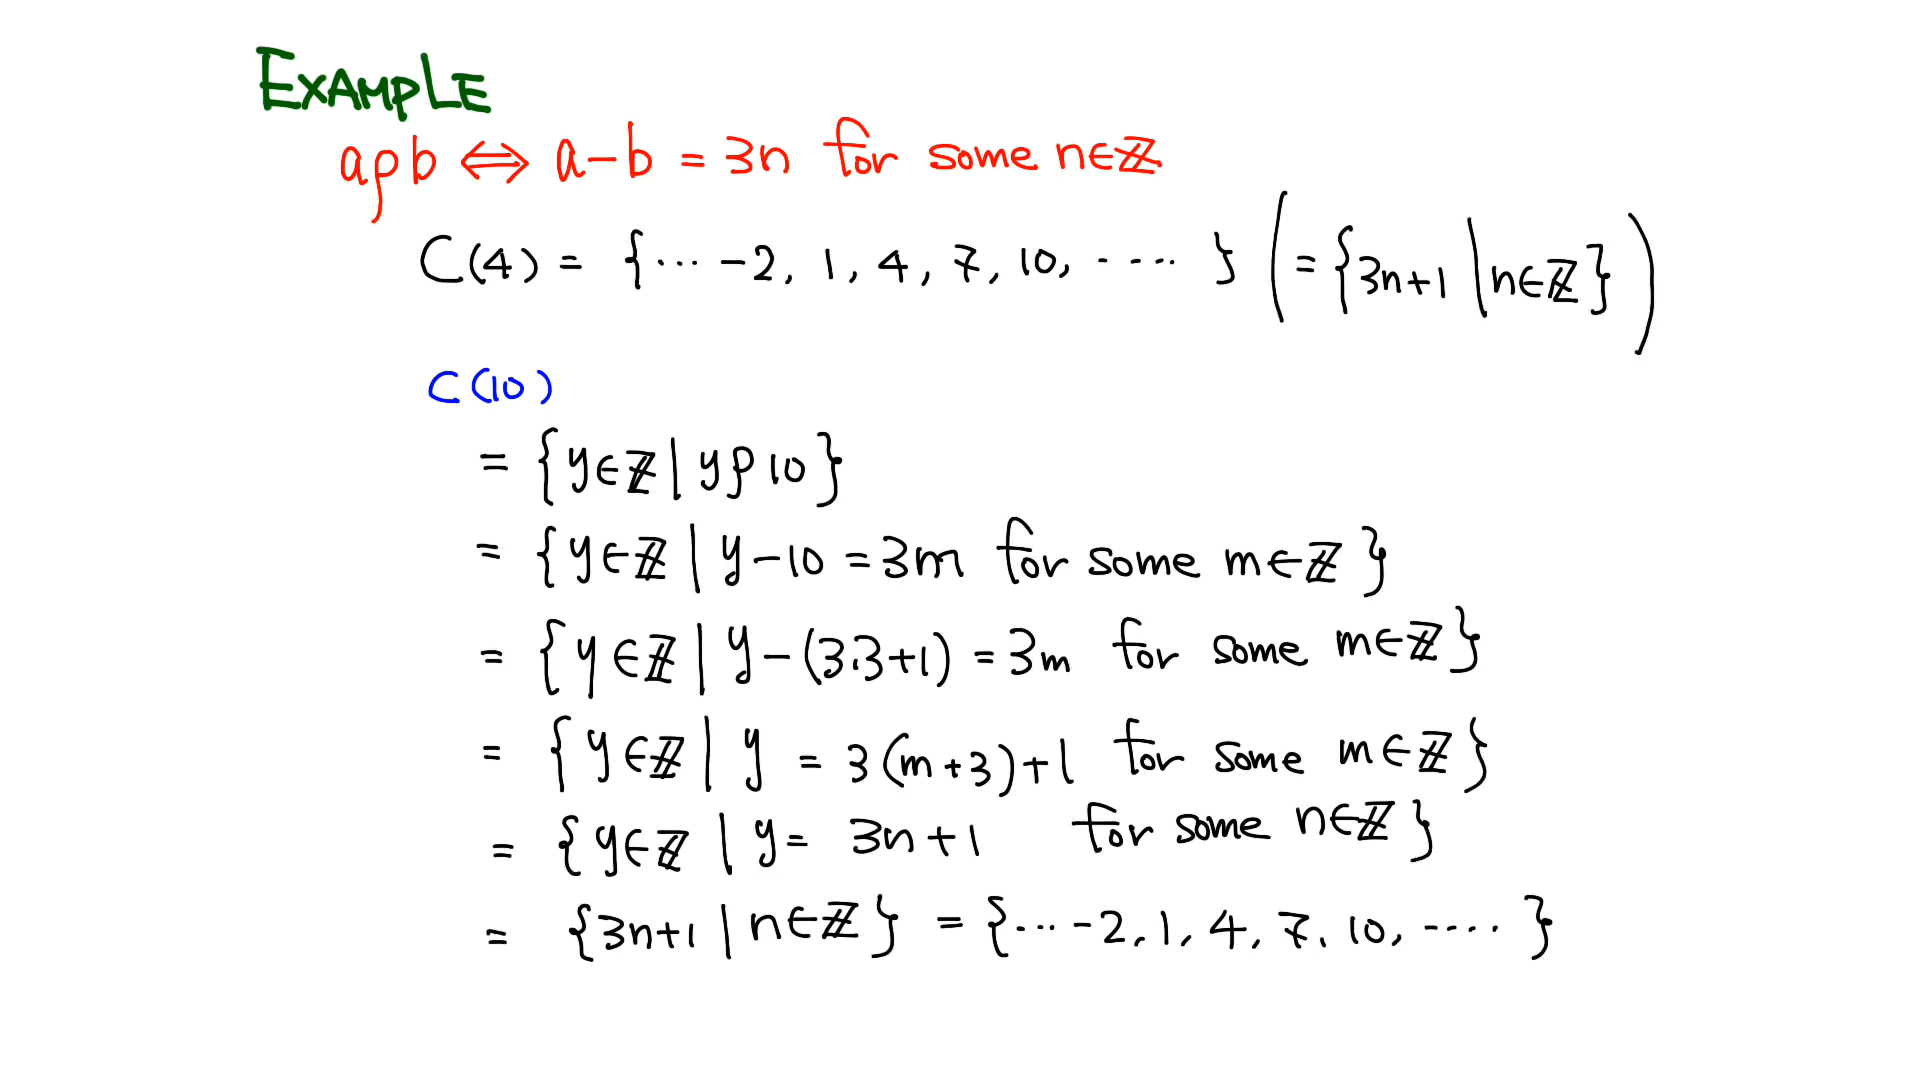 EXAMPLE
aρb ⇔ a-b = 3n for some n∈ℤ
C(4) = {··· -2, 1, 4, 7, 10, ·····} (= {3n+1 | n∈ℤ})
C(10)
= {y∈ℤ | yρ10}
= {y∈ℤ | y-10 = 3m for some m∈ℤ}
= {y∈ℤ | y-(3·3+1) = 3m for some m∈ℤ}
= {y∈ℤ | y = 3(m+3)+1 for some m∈ℤ}
= {y∈ℤ | y = 3n+1 for some n∈ℤ}
= {3n+1 | n∈ℤ} = {··· -2, 1, 4, 7, 10, ·····}